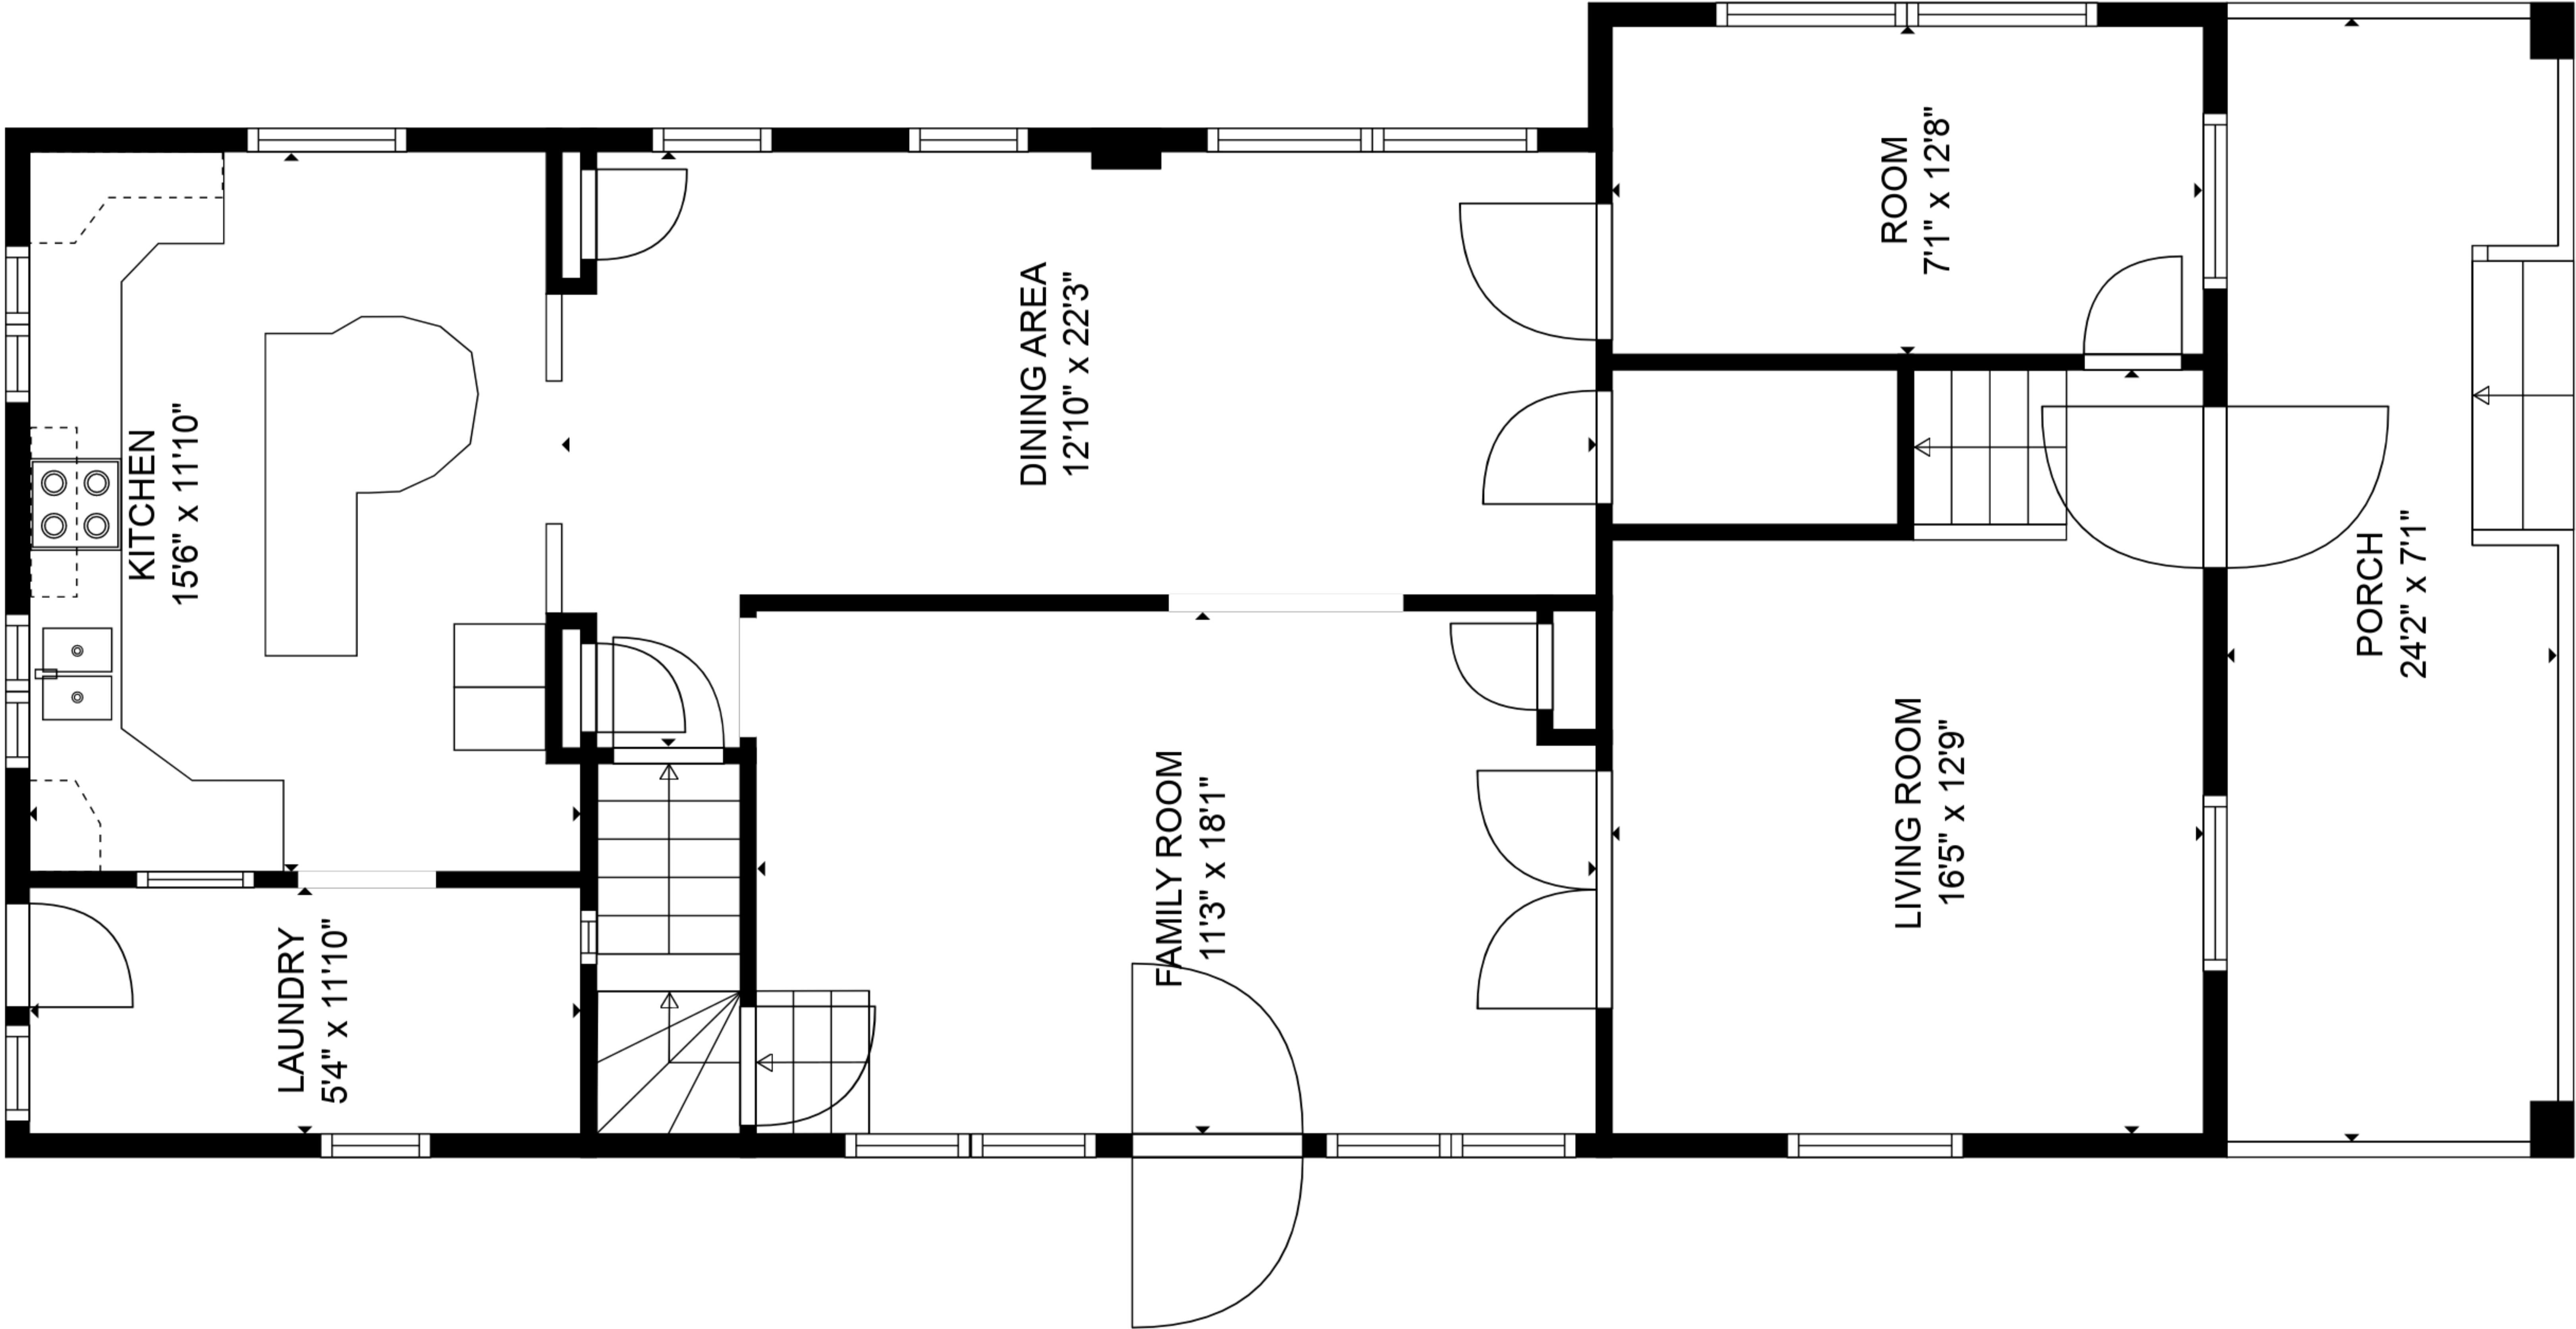 KITCHEN
15'6" x 11'10"
LAUNDRY
5'4" x 11'10"
DINING AREA
12'10" x 22'3"
FAMILY ROOM
11'3" x 18'1"
ROOM
7'1" x 12'8"
LIVING ROOM
16'5" x 12'9"
PORCH
24'2" x 7'1"